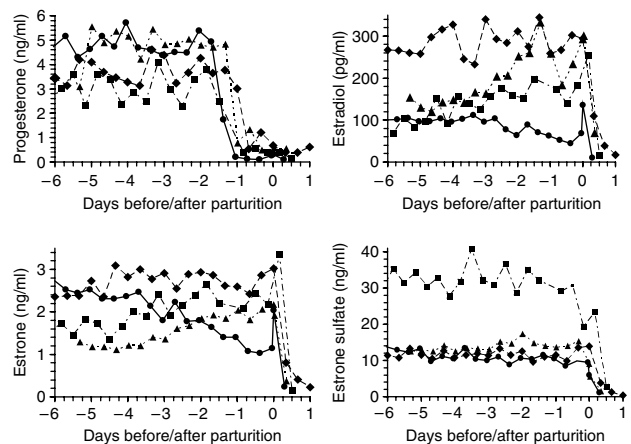 Progesterone (ng/ml)
6
5
4
3
2
1
0
−6 −5 −4 −3 −2 −1 0 1
Days before/after parturition
Estradiol (pg/ml)
300
200
100
0
−6 −5 −4 −3 −2 −1 0 1
Days before/after parturition
Estrone (ng/ml)
3
2
1
0
−6 −5 −4 −3 −2 −1 0 1
Days before/after parturition
Estrone sulfate (ng/ml)
40
30
20
10
0
−6 −5 −4 −3 −2 −1 0 1
Days before/after parturition